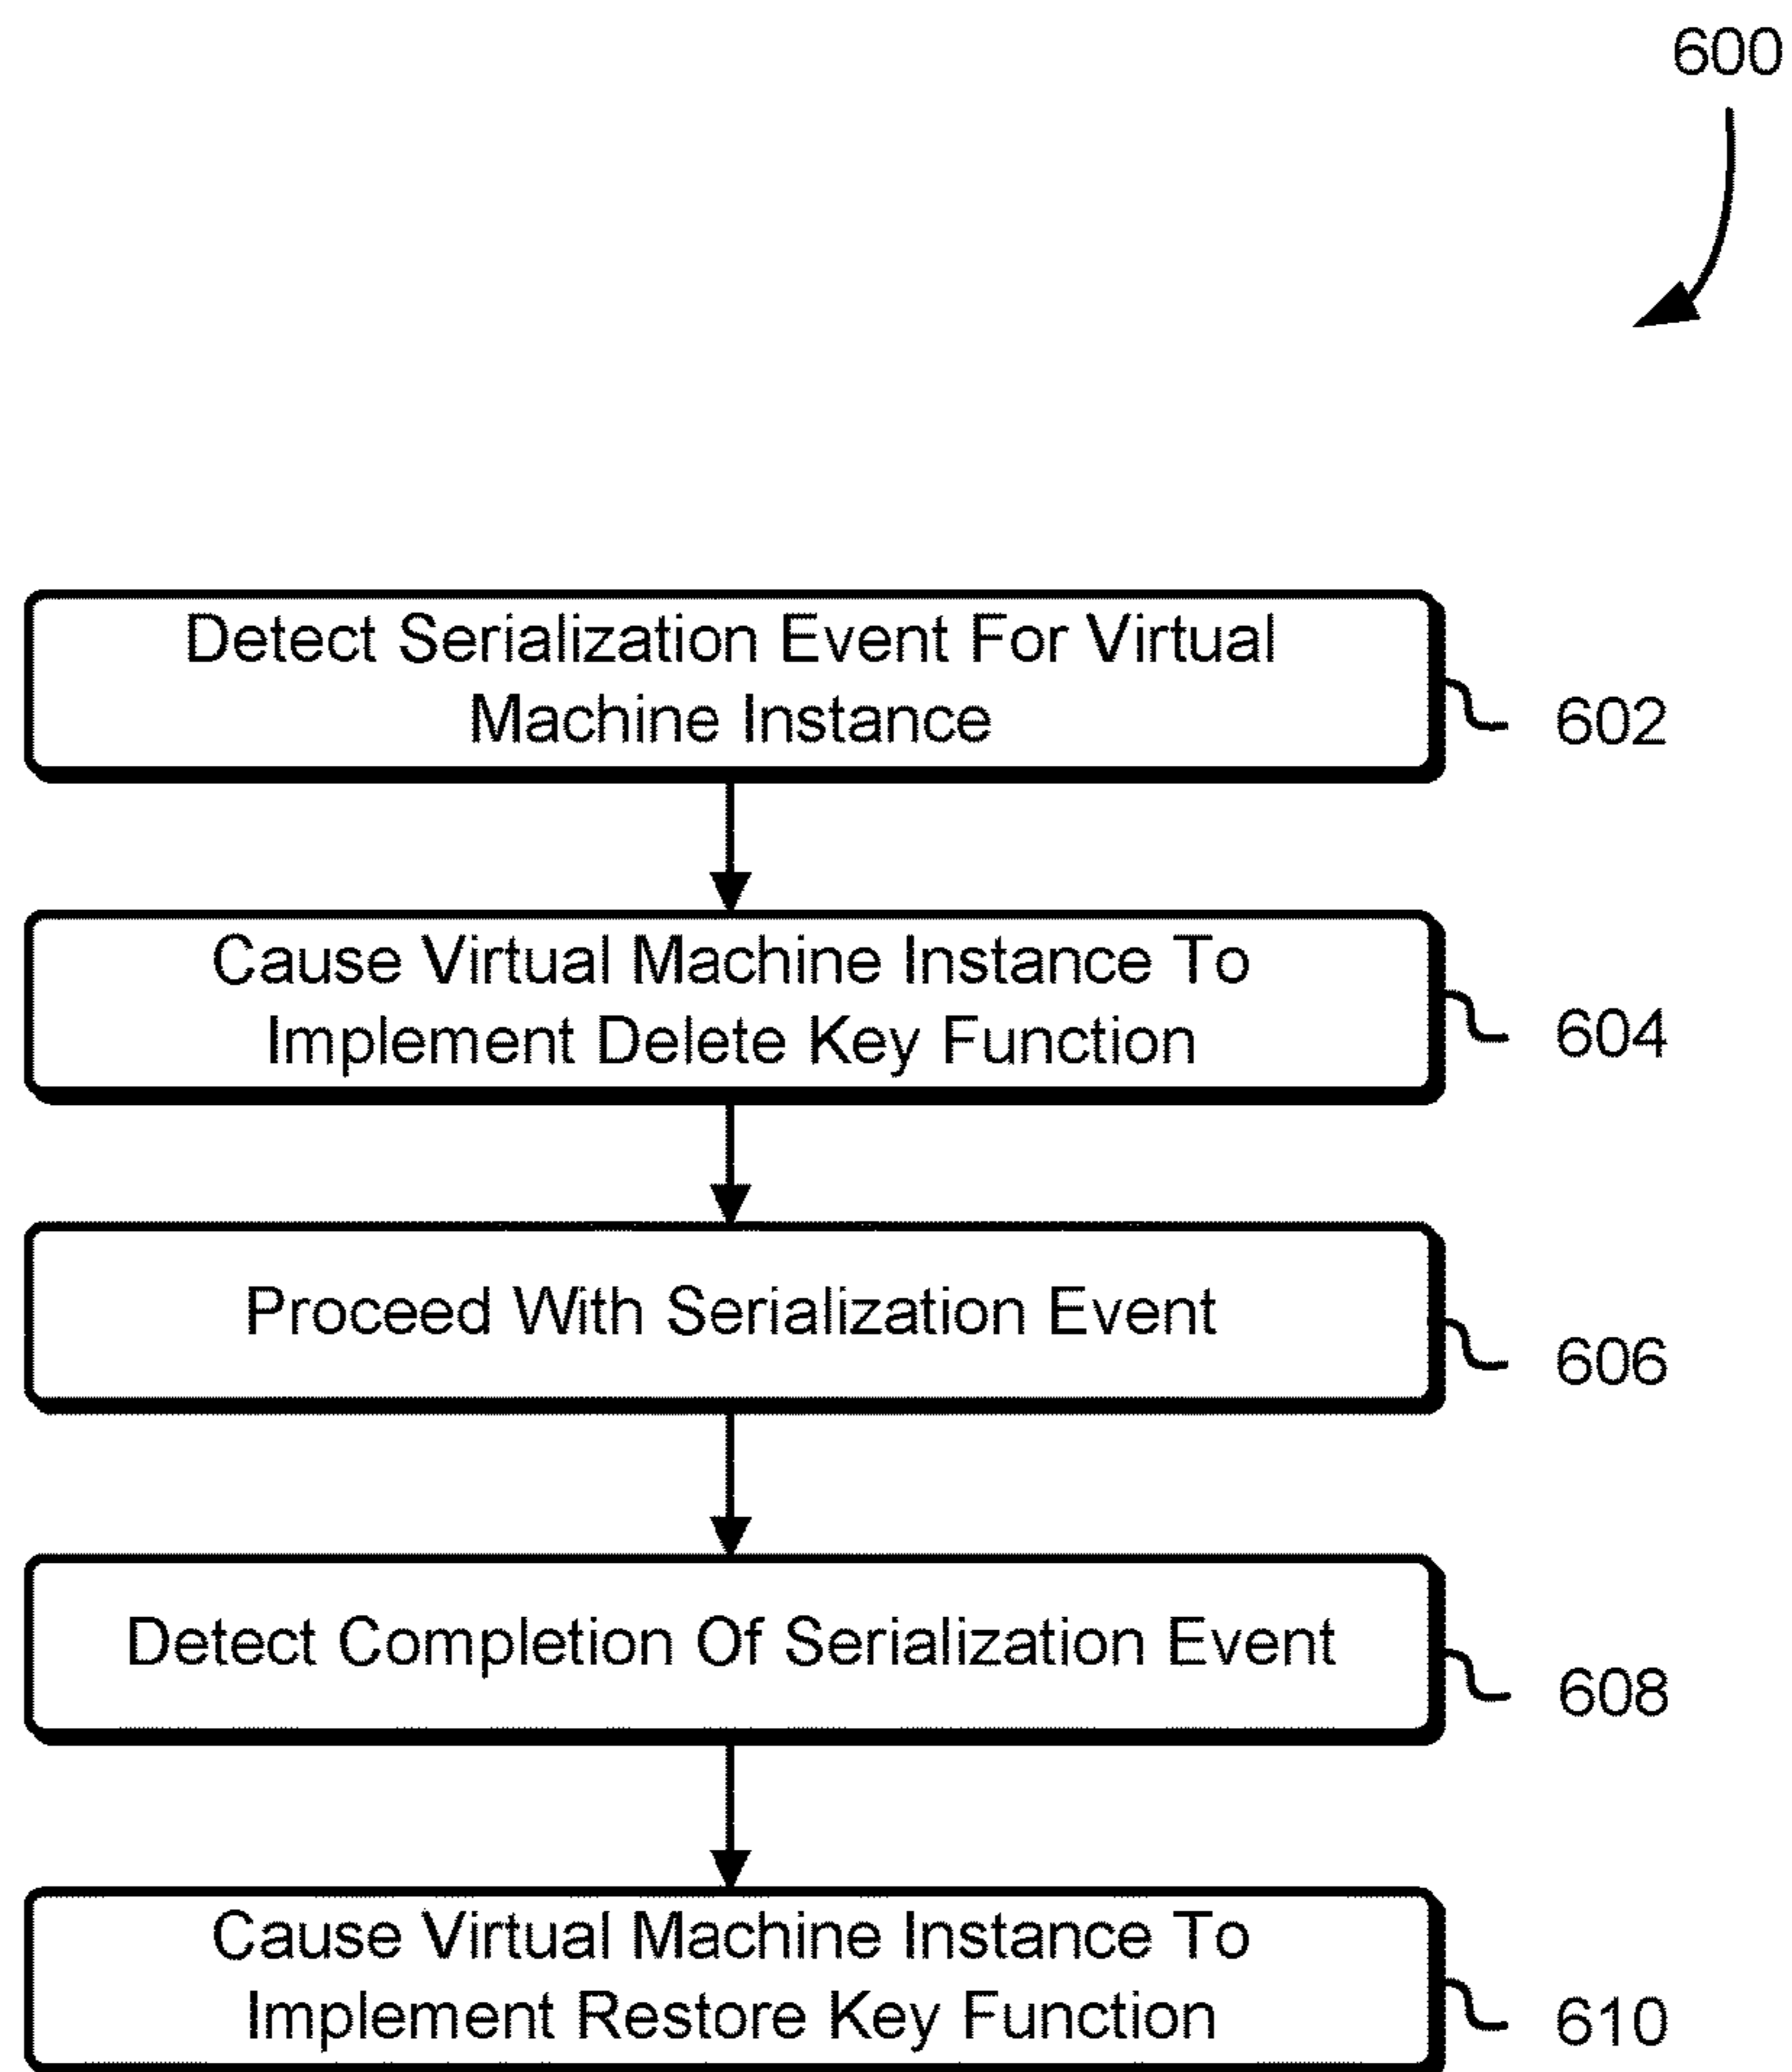 600
Detect Serialization Event For Virtual
Machine Instance
602
Cause Virtual Machine Instance To
Implement Delete Key Function
604
Proceed With Serialization Event
606
Detect Completion Of Serialization Event
608
Cause Virtual Machine Instance To
Implement Restore Key Function
610